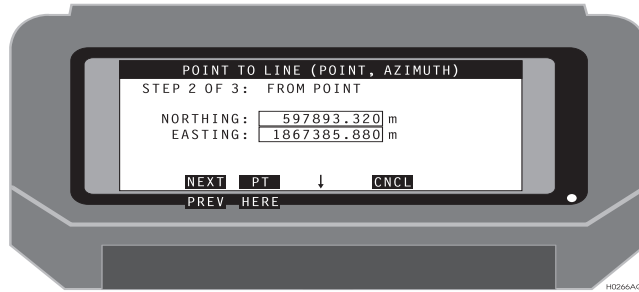 POINT TO LINE (POINT, AZIMUTH)
STEP 2 OF 3: FROM POINT
NORTHING: 597893.320 m
EASTING: 1867385.880 m
NEXT PT ↓ CNCL
PREV HERE
H0266AC